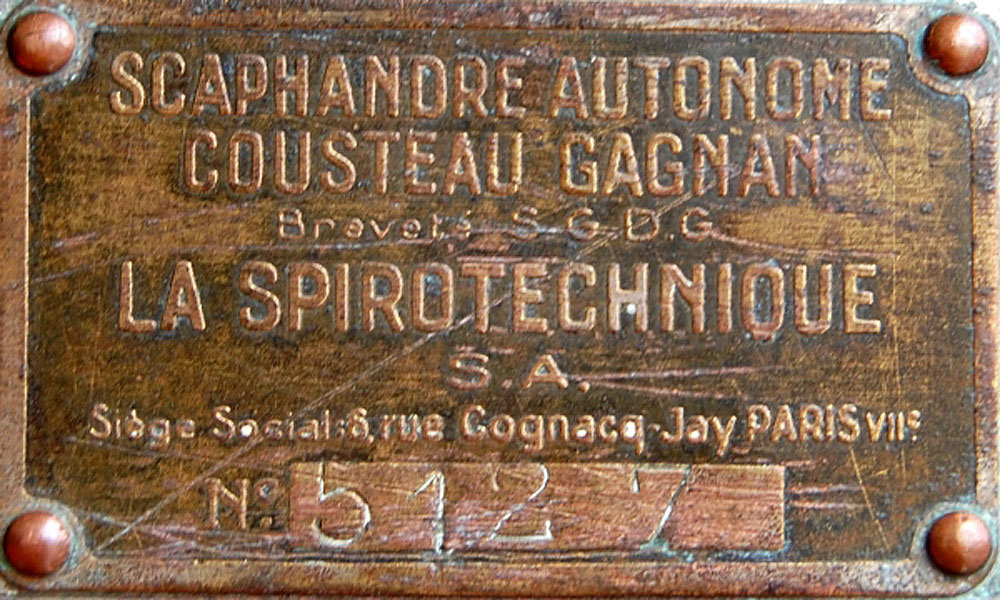 SCAPHANDRE AUTONOME
COUSTEAU GAGNAN
Brevets S.G.D.G.
LA SPIROTECHNIQUE
S.A.
Siège Social: 8, rue Cognacq-Jay PARIS VIIe
No. 5127